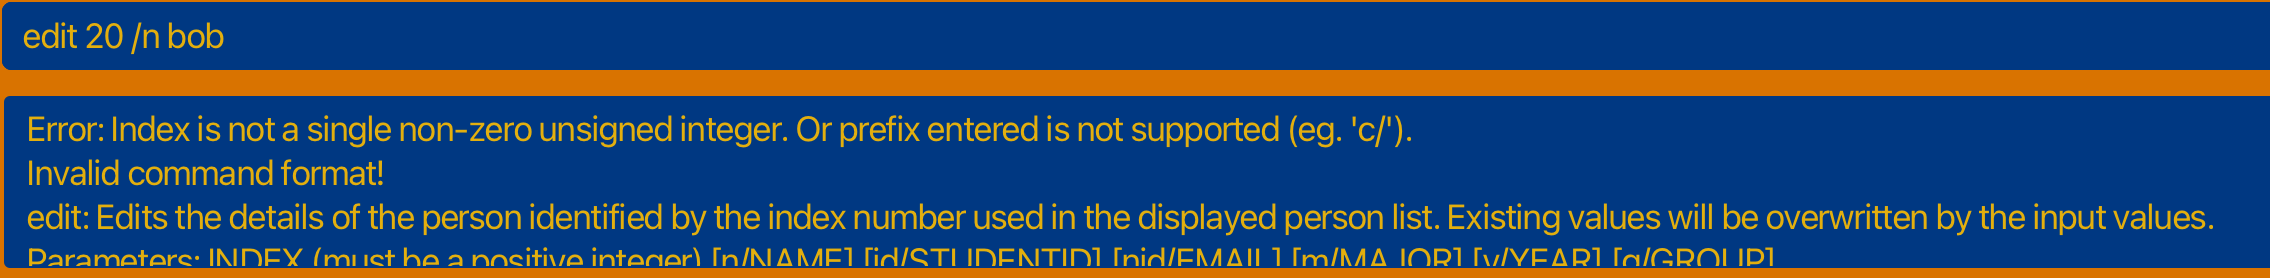 edit 20 /n bob
Error: Index is not a single non-zero unsigned integer. Or prefix entered is not supported (eg. 'c/').
Invalid command format!
edit: Edits the details of the person identified by the index number used in the displayed person list. Existing values will be overwritten by the input values.
Parameters: INDEX (must be a positive integer) [n/NAME] [id/STUDENTID] [nid/EMAIL] [m/MAJOR] [y/YEAR] [g/GROUP]